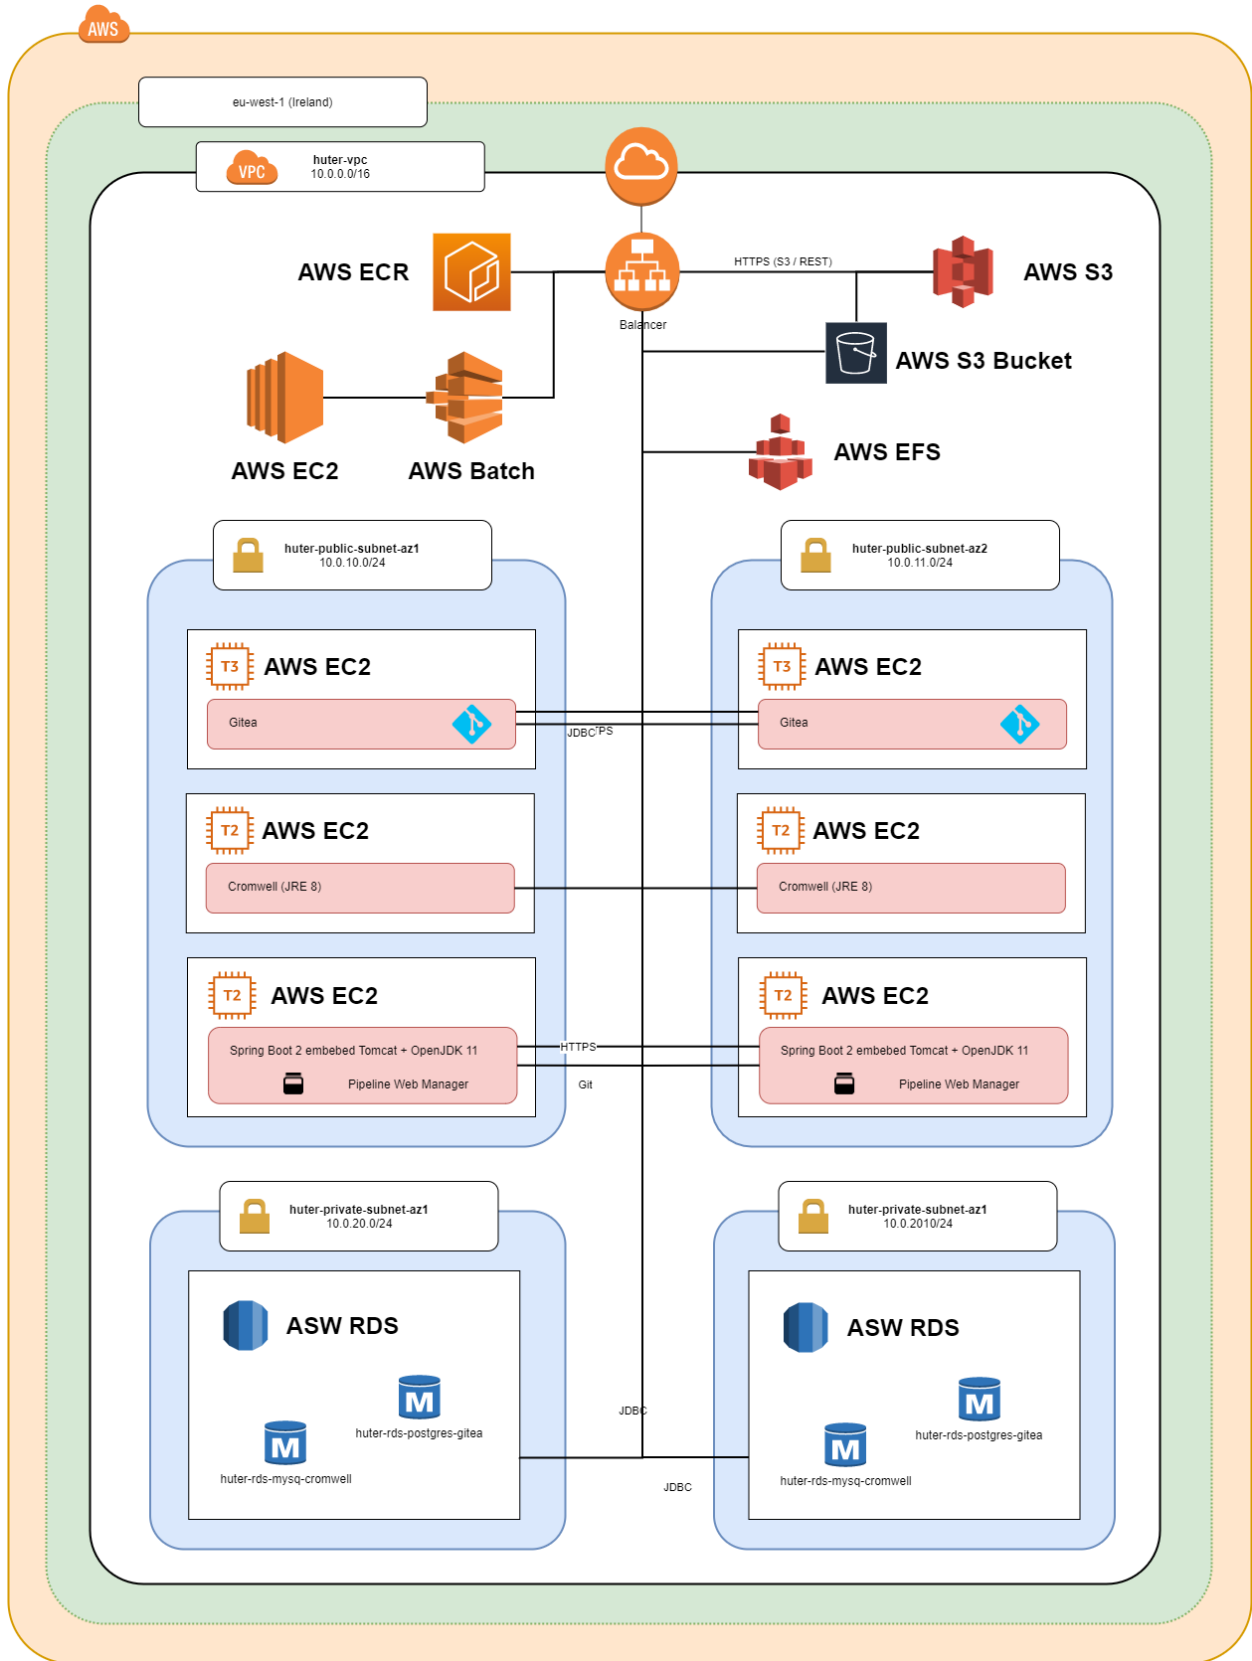 AWS
eu-west-1 (Ireland)
VPC
huter-vpc
10.0.0.0/16
AWS ECR
HTTPS (S3 / REST)
AWS S3
Balancer
AWS S3 Bucket
AWS EFS
AWS EC2
AWS Batch
huter-public-subnet-az1
10.0.10.0/24
huter-public-subnet-az2
10.0.11.0/24
T3
AWS EC2
Gitea
T3
AWS EC2
Gitea
JDBC
TPS
T2
AWS EC2
Cromwell (JRE 8)
T2
AWS EC2
Cromwell (JRE 8)
T2
AWS EC2
Spring Boot 2 embebed Tomcat + OpenJDK 11
Pipeline Web Manager
HTTPS
Git
T2
AWS EC2
Spring Boot 2 embebed Tomcat + OpenJDK 11
Pipeline Web Manager
huter-private-subnet-az1
10.0.20.0/24
huter-private-subnet-az1
10.0.2010/24
ASW RDS
M
huter-rds-postgres-gitea
M
huter-rds-mysq-cromwell
JDBC
JDBC
ASW RDS
M
huter-rds-postgres-gitea
M
huter-rds-mysq-cromwell